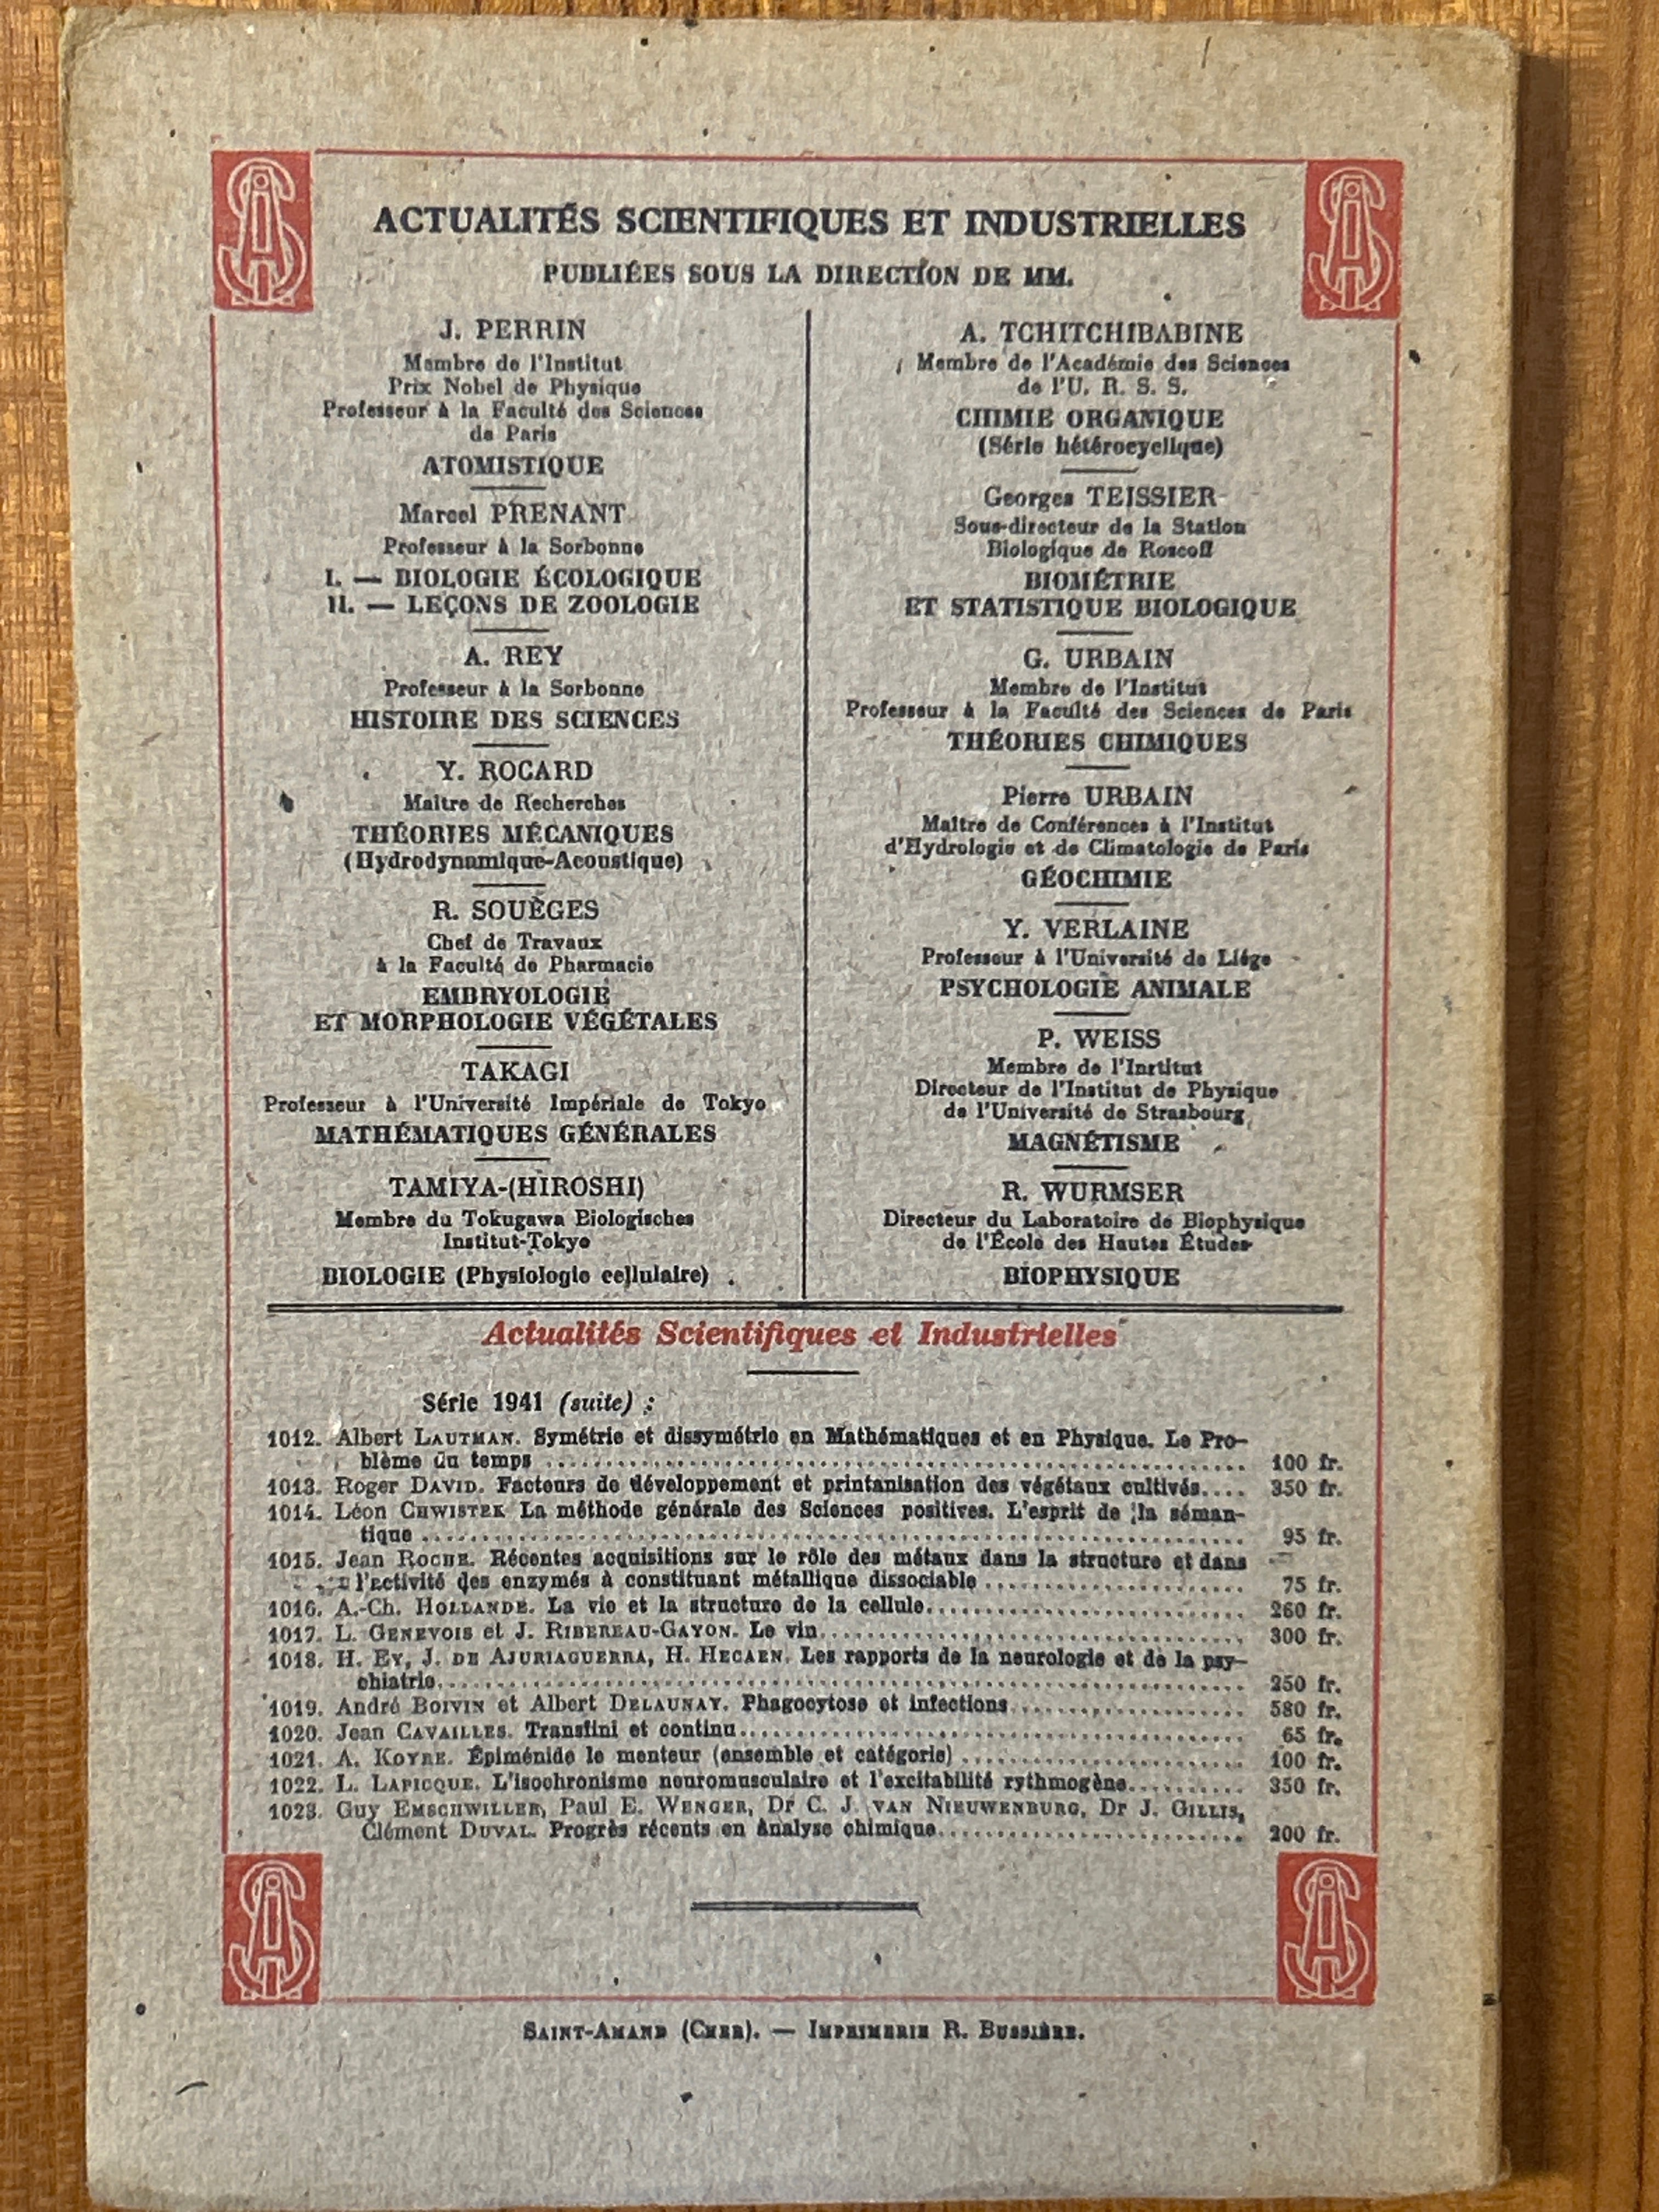 ACTUALITÉS SCIENTIFIQUES ET INDUSTRIELLES
PUBLIÉES SOUS LA DIRECTION DE MM.
J. PERRIN
Membre de l'Institut
Prix Nobel de Physique
Professeur à la Faculté des Sciences
de Paris
ATOMISTIQUE
Marcel PRENANT
Professeur à la Sorbonne
I. — BIOLOGIE ÉCOLOGIQUE
II. — LEÇONS DE ZOOLOGIE
A. REY
Professeur à la Sorbonne
HISTOIRE DES SCIENCES
Y. ROCARD
Maître de Recherches
THÉORIES MÉCANIQUES
(Hydrodynamique-Acoustique)
R. SOUÈGES
Chef de Travaux
à la Faculté de Pharmacie
EMBRYOLOGIE
ET MORPHOLOGIE VÉGÉTALES
TAKAGI
Professeur à l'Université Impériale de Tokyo
MATHÉMATIQUES GÉNÉRALES
TAMIYA-(HIROSHI)
Membre du Tokugawa Biologisches
Institut-Tokyo
BIOLOGIE (Physiologie cellulaire)
A. TCHITCHIBABINE
Membre de l'Académie des Sciences
de l'U. R. S. S.
CHIMIE ORGANIQUE
(Série hétérocyclique)
Georges TEISSIER
Sous-directeur de la Station
Biologique de Roscoff
BIOMÉTRIE
ET STATISTIQUE BIOLOGIQUE
G. URBAIN
Membre de l'Institut
Professeur à la Faculté des Sciences de Paris
THÉORIES CHIMIQUES
Pierre URBAIN
Maître de Conférences à l'Institut
d'Hydrologie et de Climatologie de Paris
GÉOCHIMIE
Y. VERLAINE
Professeur à l'Université de Liége
PSYCHOLOGIE ANIMALE
P. WEISS
Membre de l'Institut
Directeur de l'Institut de Physique
de l'Université de Strasbourg
MAGNÉTISME
R. WURMSER
Directeur du Laboratoire de Biophysique
de l'École des Hautes Études
BIOPHYSIQUE
Actualités Scientifiques et Industrielles
Série 1941 (suite) :
1012. Albert LAUTMAN. Symétrie et dissymétrie en Mathématiques et en Physique. Le Pro-
blème du temps .......... 100 fr.
1013. Roger DAVID. Facteurs de développement et printanisation des végétaux cultivés.... 350 fr.
1014. Léon CHWISTEK La méthode générale des Sciences positives. L'esprit de la séman-
tique .......... 95 fr.
1015. Jean ROCHE. Récentes acquisitions sur le rôle des métaux dans la structure et dans
l'activité des enzymés à constituant métallique dissociable .......... 75 fr.
1016. A.-Ch. HOLLANDE. La vie et la structure de la cellule.......... 260 fr.
1017. L. GENEVOIS et J. RIBEREAU-GAYON. Le vin.......... 300 fr.
1018. H. EY, J. DE AJURIAGUERRA, H. HECAEN. Les rapports de la neurologie et de la psy-
chiatrie.......... 250 fr.
1019. André BOIVIN et Albert DELAUNAY. Phagocytose et infections.......... 580 fr.
1020. Jean CAVAILLES. Transfini et continu.......... 65 fr.
1021. A. KOYRE. Épiménide le menteur (ensemble et catégorie) .......... 100 fr.
1022. L. LAPICQUE. L'isochronisme neuromusculaire et l'excitabilité rythmogène.......... 350 fr.
1023. Guy EMSCHWILLER, Paul E. WENGER, Dr C. J. VAN NIEUWENBURG, Dr J. GILLIS,
Clément DUVAL. Progrès récents en Analyse chimique.......... 200 fr.
SAINT-AMAND (CHER). — IMPRIMERIE R. BUSSIÈRE.